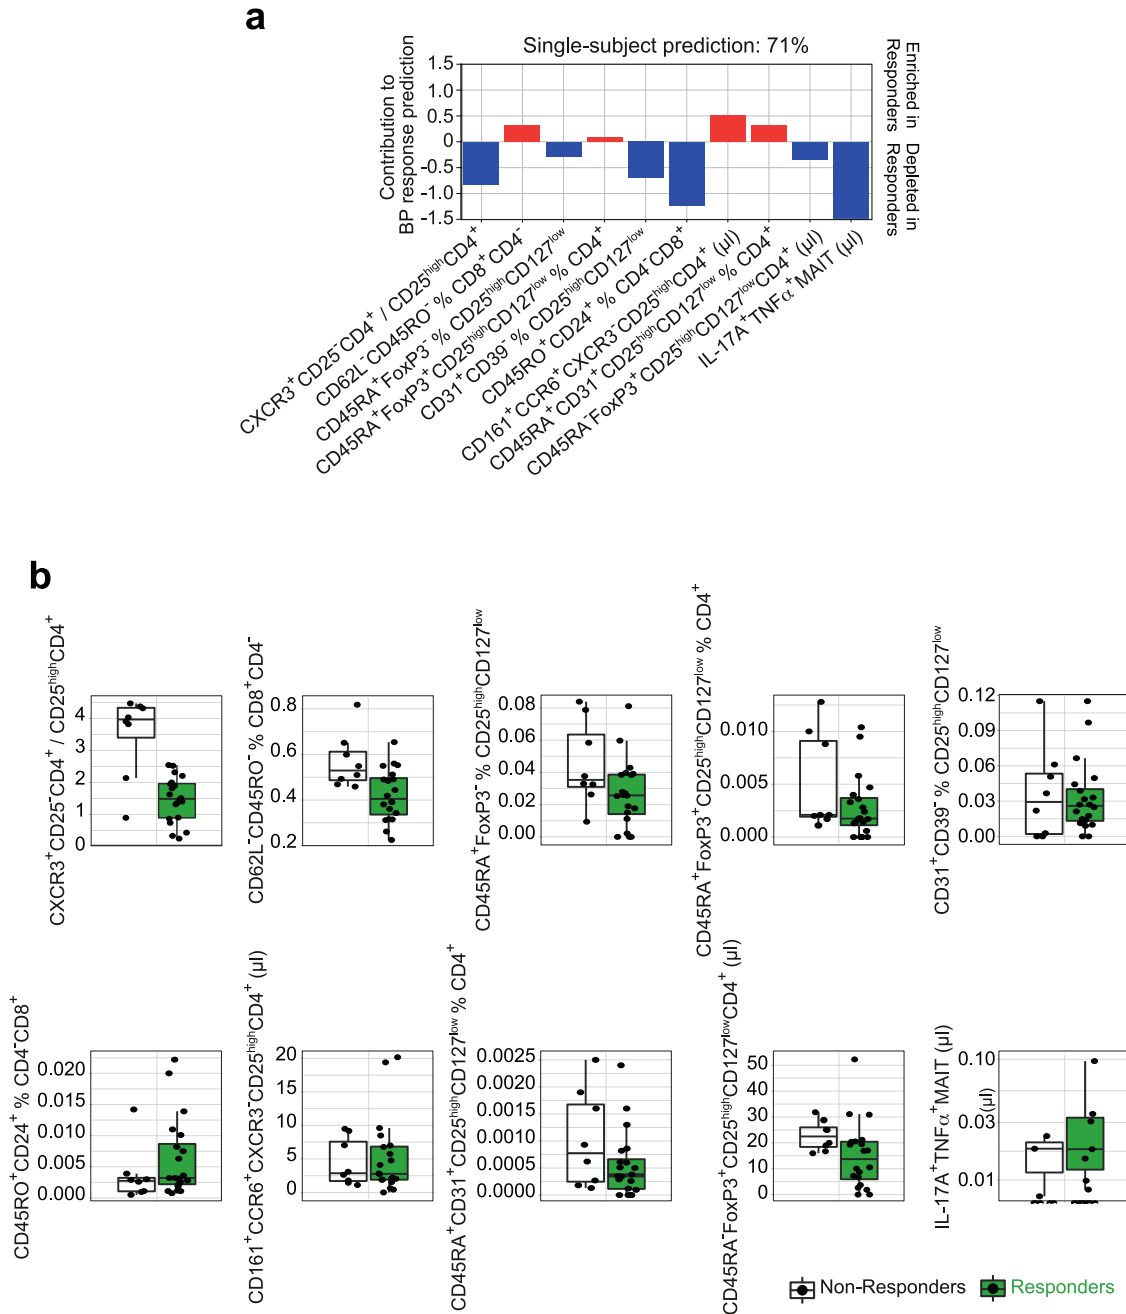 a
Single-subject prediction: 71%
Contribution to
BP response prediction
1.5
1.0
0.5
0
-0.5
-1.0
-1.5
Enriched in
Responders
Depleted in
Responders
CXCR3⁺CD25⁻CD4⁺ / CD25ʰⁱᵍʰCD4⁺
CD62L⁻CD45RO⁻ % CD8⁺CD4⁻
CD45RA⁺FoxP3⁻ % CD25ʰⁱᵍʰCD127ˡᵒʷ
CD45RA⁺FoxP3⁺CD25ʰⁱᵍʰCD127ˡᵒʷ % CD4⁺
CD31⁺CD39⁻ % CD25ʰⁱᵍʰCD127ˡᵒʷ
CD45RO⁺CD24⁺ % CD4⁻CD8⁺
CD161⁺CCR6⁺CXCR3⁻CD25ʰⁱᵍʰCD4⁺ (µl)
CD45RA⁺CD31⁺CD25ʰⁱᵍʰCD127ˡᵒʷ % CD4⁺
CD45RA⁻FoxP3⁺CD25ʰⁱᵍʰCD127ˡᵒʷCD4⁺ (µl)
IL-17A⁺TNFα⁺MAIT (µl)
b
CXCR3⁺CD25⁻CD4⁺ / CD25ʰⁱᵍʰCD4⁺
4
3
2
1
0
CD62L⁻CD45RO⁻ % CD8⁺CD4⁻
0.8
0.6
0.4
0.2
CD45RA⁺FoxP3⁻ % CD25ʰⁱᵍʰCD127ˡᵒʷ
0.08
0.06
0.04
0.02
0.00
CD45RA⁺FoxP3⁺CD25ʰⁱᵍʰCD127ˡᵒʷ % CD4⁺
0.010
0.005
0.000
CD31⁺CD39⁻ % CD25ʰⁱᵍʰCD127ˡᵒʷ
0.12
0.09
0.06
0.03
0.00
CD45RO⁺CD24⁺ % CD4⁻CD8⁺
0.020
0.015
0.010
0.005
0.000
CD161⁺CCR6⁺CXCR3⁻CD25ʰⁱᵍʰCD4⁺ (µl)
20
15
10
5
0
CD45RA⁺CD31⁺CD25ʰⁱᵍʰCD127ˡᵒʷ % CD4⁺
0.0025
0.0020
0.0015
0.0010
0.0005
0.0000
CD45RA⁻FoxP3⁺CD25ʰⁱᵍʰCD127ˡᵒʷCD4⁺ (µl)
50
40
30
20
10
0
IL-17A⁺TNFα⁺MAIT (µl)
(µl)
0.10
0.03
0.01
Non-Responders
Responders